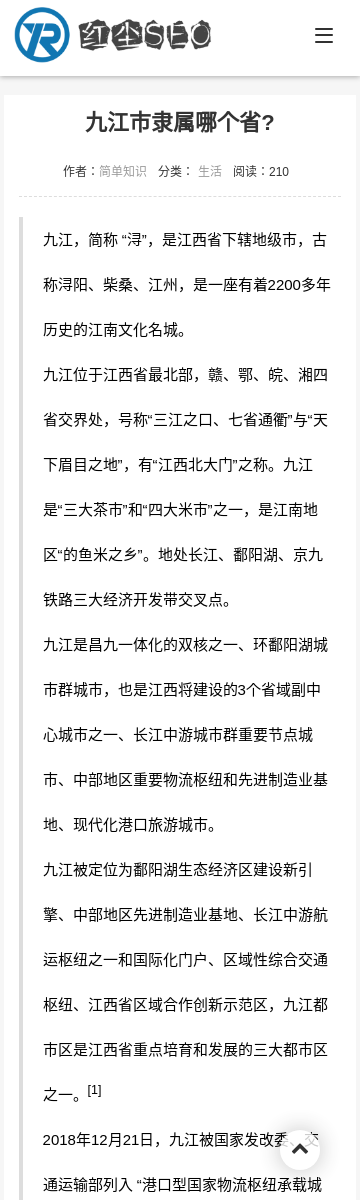 红尘SEO
九江市隶属哪个省?
作者：简单知识 分类： 生活 阅读：210
九江，简称 “浔”，是江西省下辖地级市，古
称浔阳、柴桑、江州，是一座有着2200多年
历史的江南文化名城。
九江位于江西省最北部，赣、鄂、皖、湘四
省交界处，号称“三江之口、七省通衢”与“天
下眉目之地”，有“江西北大门”之称。九江
是“三大茶市”和“四大米市”之一，是江南地
区“的鱼米之乡”。地处长江、鄱阳湖、京九
铁路三大经济开发带交叉点。
九江是昌九一体化的双核之一、环鄱阳湖城
市群城市，也是江西将建设的3个省域副中
心城市之一、长江中游城市群重要节点城
市、中部地区重要物流枢纽和先进制造业基
地、现代化港口旅游城市。
九江被定位为鄱阳湖生态经济区建设新引
擎、中部地区先进制造业基地、长江中游航
运枢纽之一和国际化门户、区域性综合交通
枢纽、江西省区域合作创新示范区，九江都
市区是江西省重点培育和发展的三大都市区
之一。[1]
2018年12月21日，九江被国家发改委、交
通运输部列入 “港口型国家物流枢纽承载城